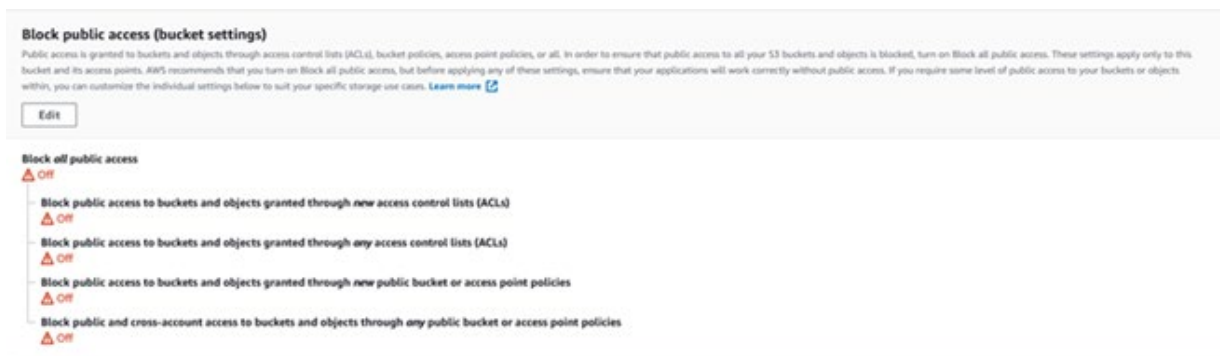 Block public access (bucket settings)
Public access is granted to buckets and objects through access control lists (ACLs), bucket policies, access point policies, or all. In order to ensure that public access to all your S3 buckets and objects is blocked, turn on Block all public access. These settings apply only to this
bucket and its access points. AWS recommends that you turn on Block all public access, but before applying any of these settings, ensure that your applications will work correctly without public access. If you require some level of public access to your buckets or objects
within, you can customize the individual settings below to suit your specific storage use cases. Learn more
Edit
Block all public access
Off
Block public access to buckets and objects granted through new access control lists (ACLs)
Off
Block public access to buckets and objects granted through any access control lists (ACLs)
Off
Block public access to buckets and objects granted through new public bucket or access point policies
Off
Block public and cross-account access to buckets and objects through any public bucket or access point policies
Off